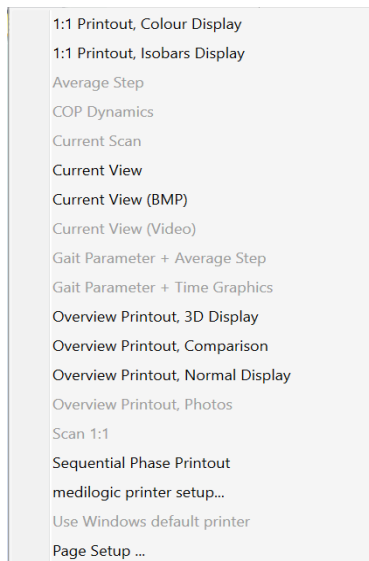 1:1 Printout, Colour Display
1:1 Printout, Isobars Display
Average Step
COP Dynamics
Current Scan
Current View
Current View (BMP)
Current View (Video)
Gait Parameter + Average Step
Gait Parameter + Time Graphics
Overview Printout, 3D Display
Overview Printout, Comparison
Overview Printout, Normal Display
Overview Printout, Photos
Scan 1:1
Sequential Phase Printout
medilogic printer setup...
Use Windows default printer
Page Setup ...